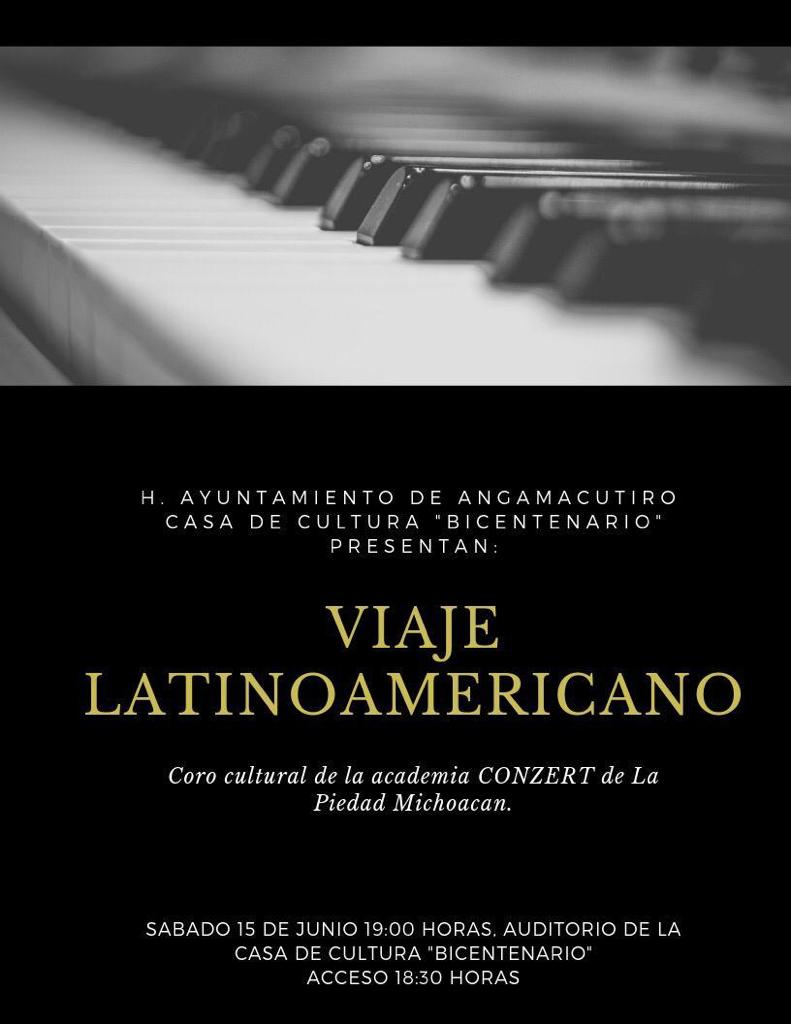 H. AYUNTAMIENTO DE ANGAMACUTIRO
CASA DE CULTURA "BICENTENARIO"
PRESENTAN:
VIAJE
LATINOAMERICANO
Coro cultural de la academia CONZERT de La
Piedad Michoacan.
SABADO 15 DE JUNIO 19:00 HORAS, AUDITORIO DE LA
CASA DE CULTURA "BICENTENARIO"
ACCESO 18:30 HORAS